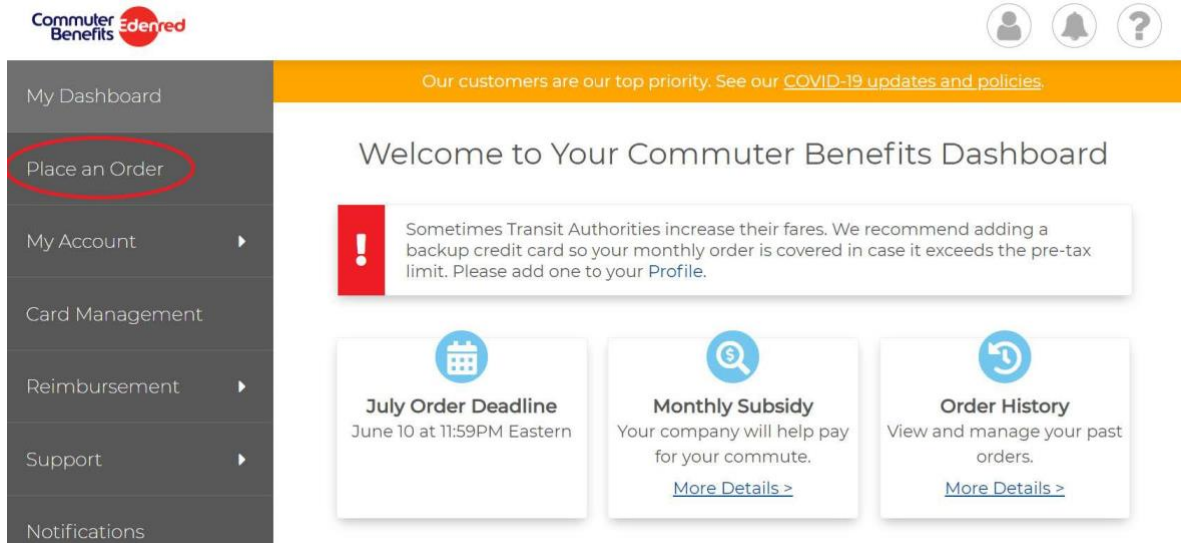 Commuter
Benefits
Edenred
?
My Dashboard
Place an Order
My Account
Card Management
Reimbursement
Support
Notifications
Our customers are our top priority. See our COVID-19 updates and policies.
Welcome to Your Commuter Benefits Dashboard
!
Sometimes Transit Authorities increase their fares. We recommend adding a
backup credit card so your monthly order is covered in case it exceeds the pre-tax
limit. Please add one to your Profile.
July Order Deadline
June 10 at 11:59PM Eastern
$
Monthly Subsidy
Your company will help pay
for your commute.
More Details >
Order History
View and manage your past
orders.
More Details >